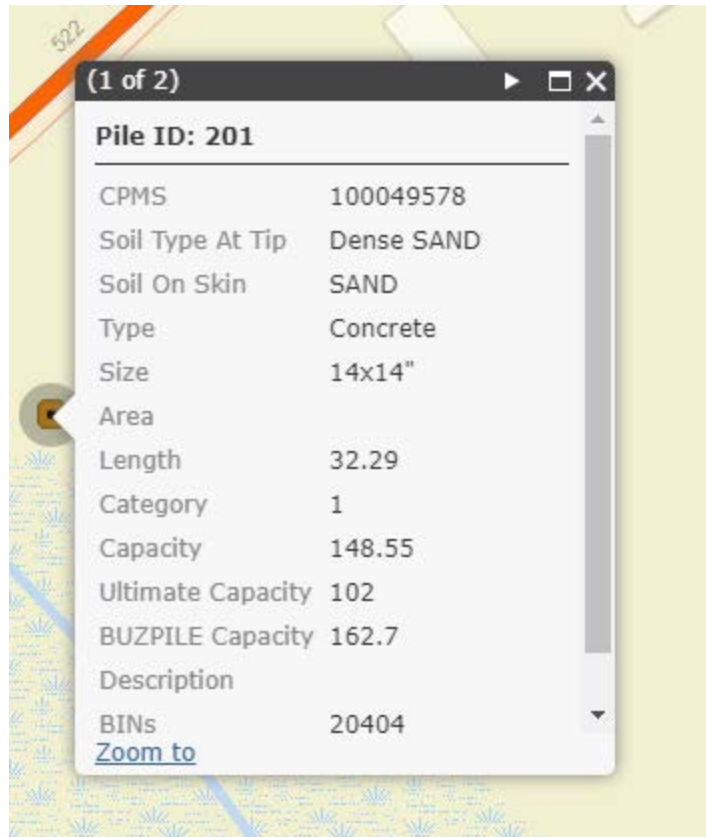 522
(1 of 2)
Pile ID: 201
CPMS 100049578
Soil Type At Tip Dense SAND
Soil On Skin SAND
Type Concrete
Size 14x14"
Area
Length 32.29
Category 1
Capacity 148.55
Ultimate Capacity 102
BUZPILE Capacity 162.7
Description
BINs 20404
Zoom to